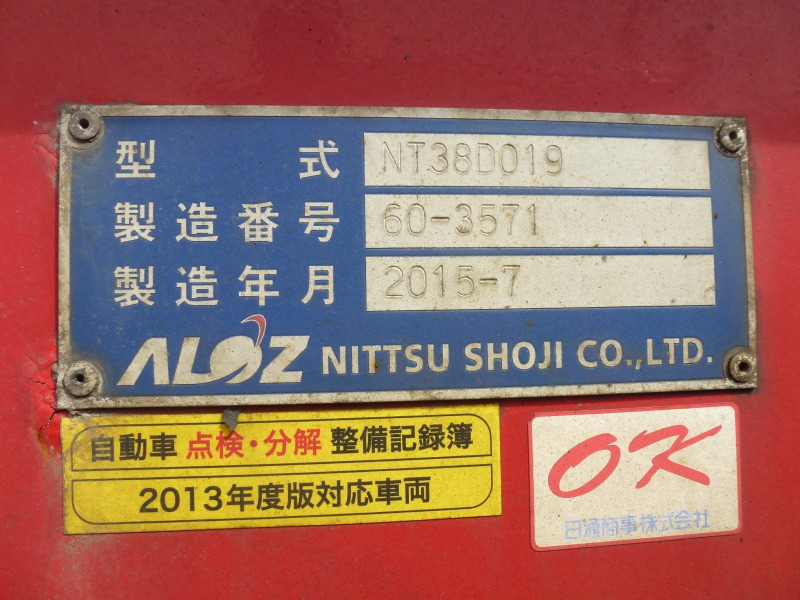 型式 NT38D019
製造番号 60-3571
製造年月 2015-7
ALOZ NITTSU SHOJI CO.,LTD.
自動車 点検・分解 整備記録簿
2013年度版対応車両
OK
日通商事株式会社